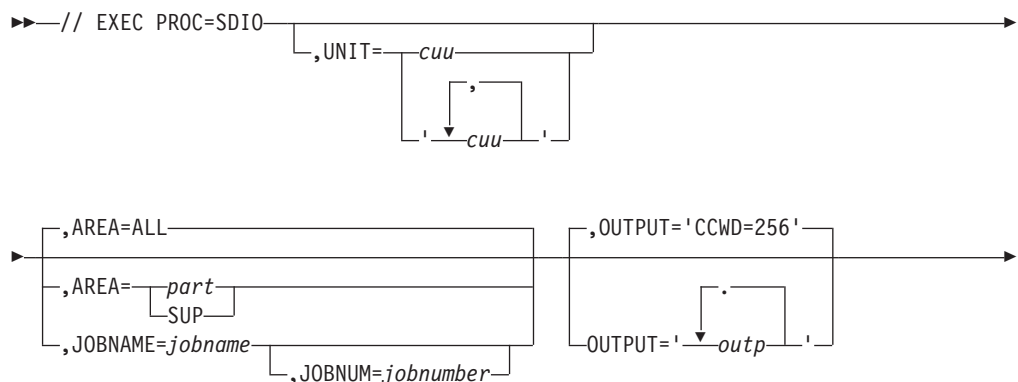 // EXEC PROC=SDIO
,UNIT= cuu
,
' cuu '
,AREA=ALL ,OUTPUT='CCWD=256'
,AREA= part .
SUP
,JOBNAME=jobname OUTPUT=' outp '
,JOBNUM=jobnumber